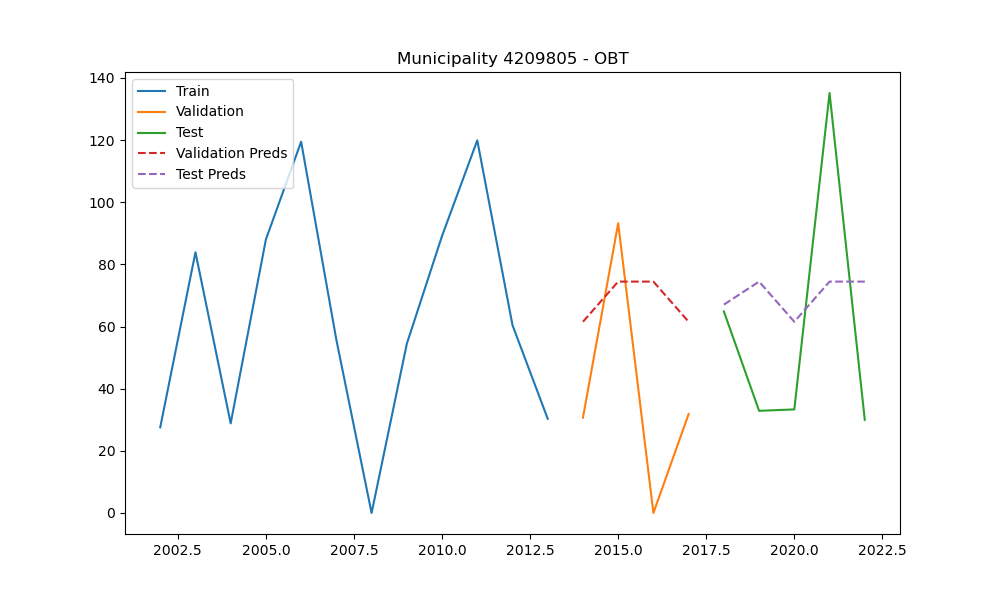 Municipality 4209805 - OBT
Train
Validation
Test
Validation Preds
Test Preds
140
120
100
80
60
40
20
0
2002.5 2005.0 2007.5 2010.0 2012.5 2015.0 2017.5 2020.0 2022.5